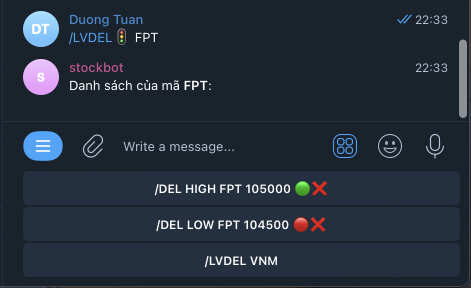 DT
Duong Tuan
22:33
/LVDEL🚦 FPT
S
stockbot
22:33
Danh sách của mã FPT:
Write a message...
/DEL HIGH FPT 105000 🟢❌
/DEL LOW FPT 104500 🔴❌
/LVDEL VNM